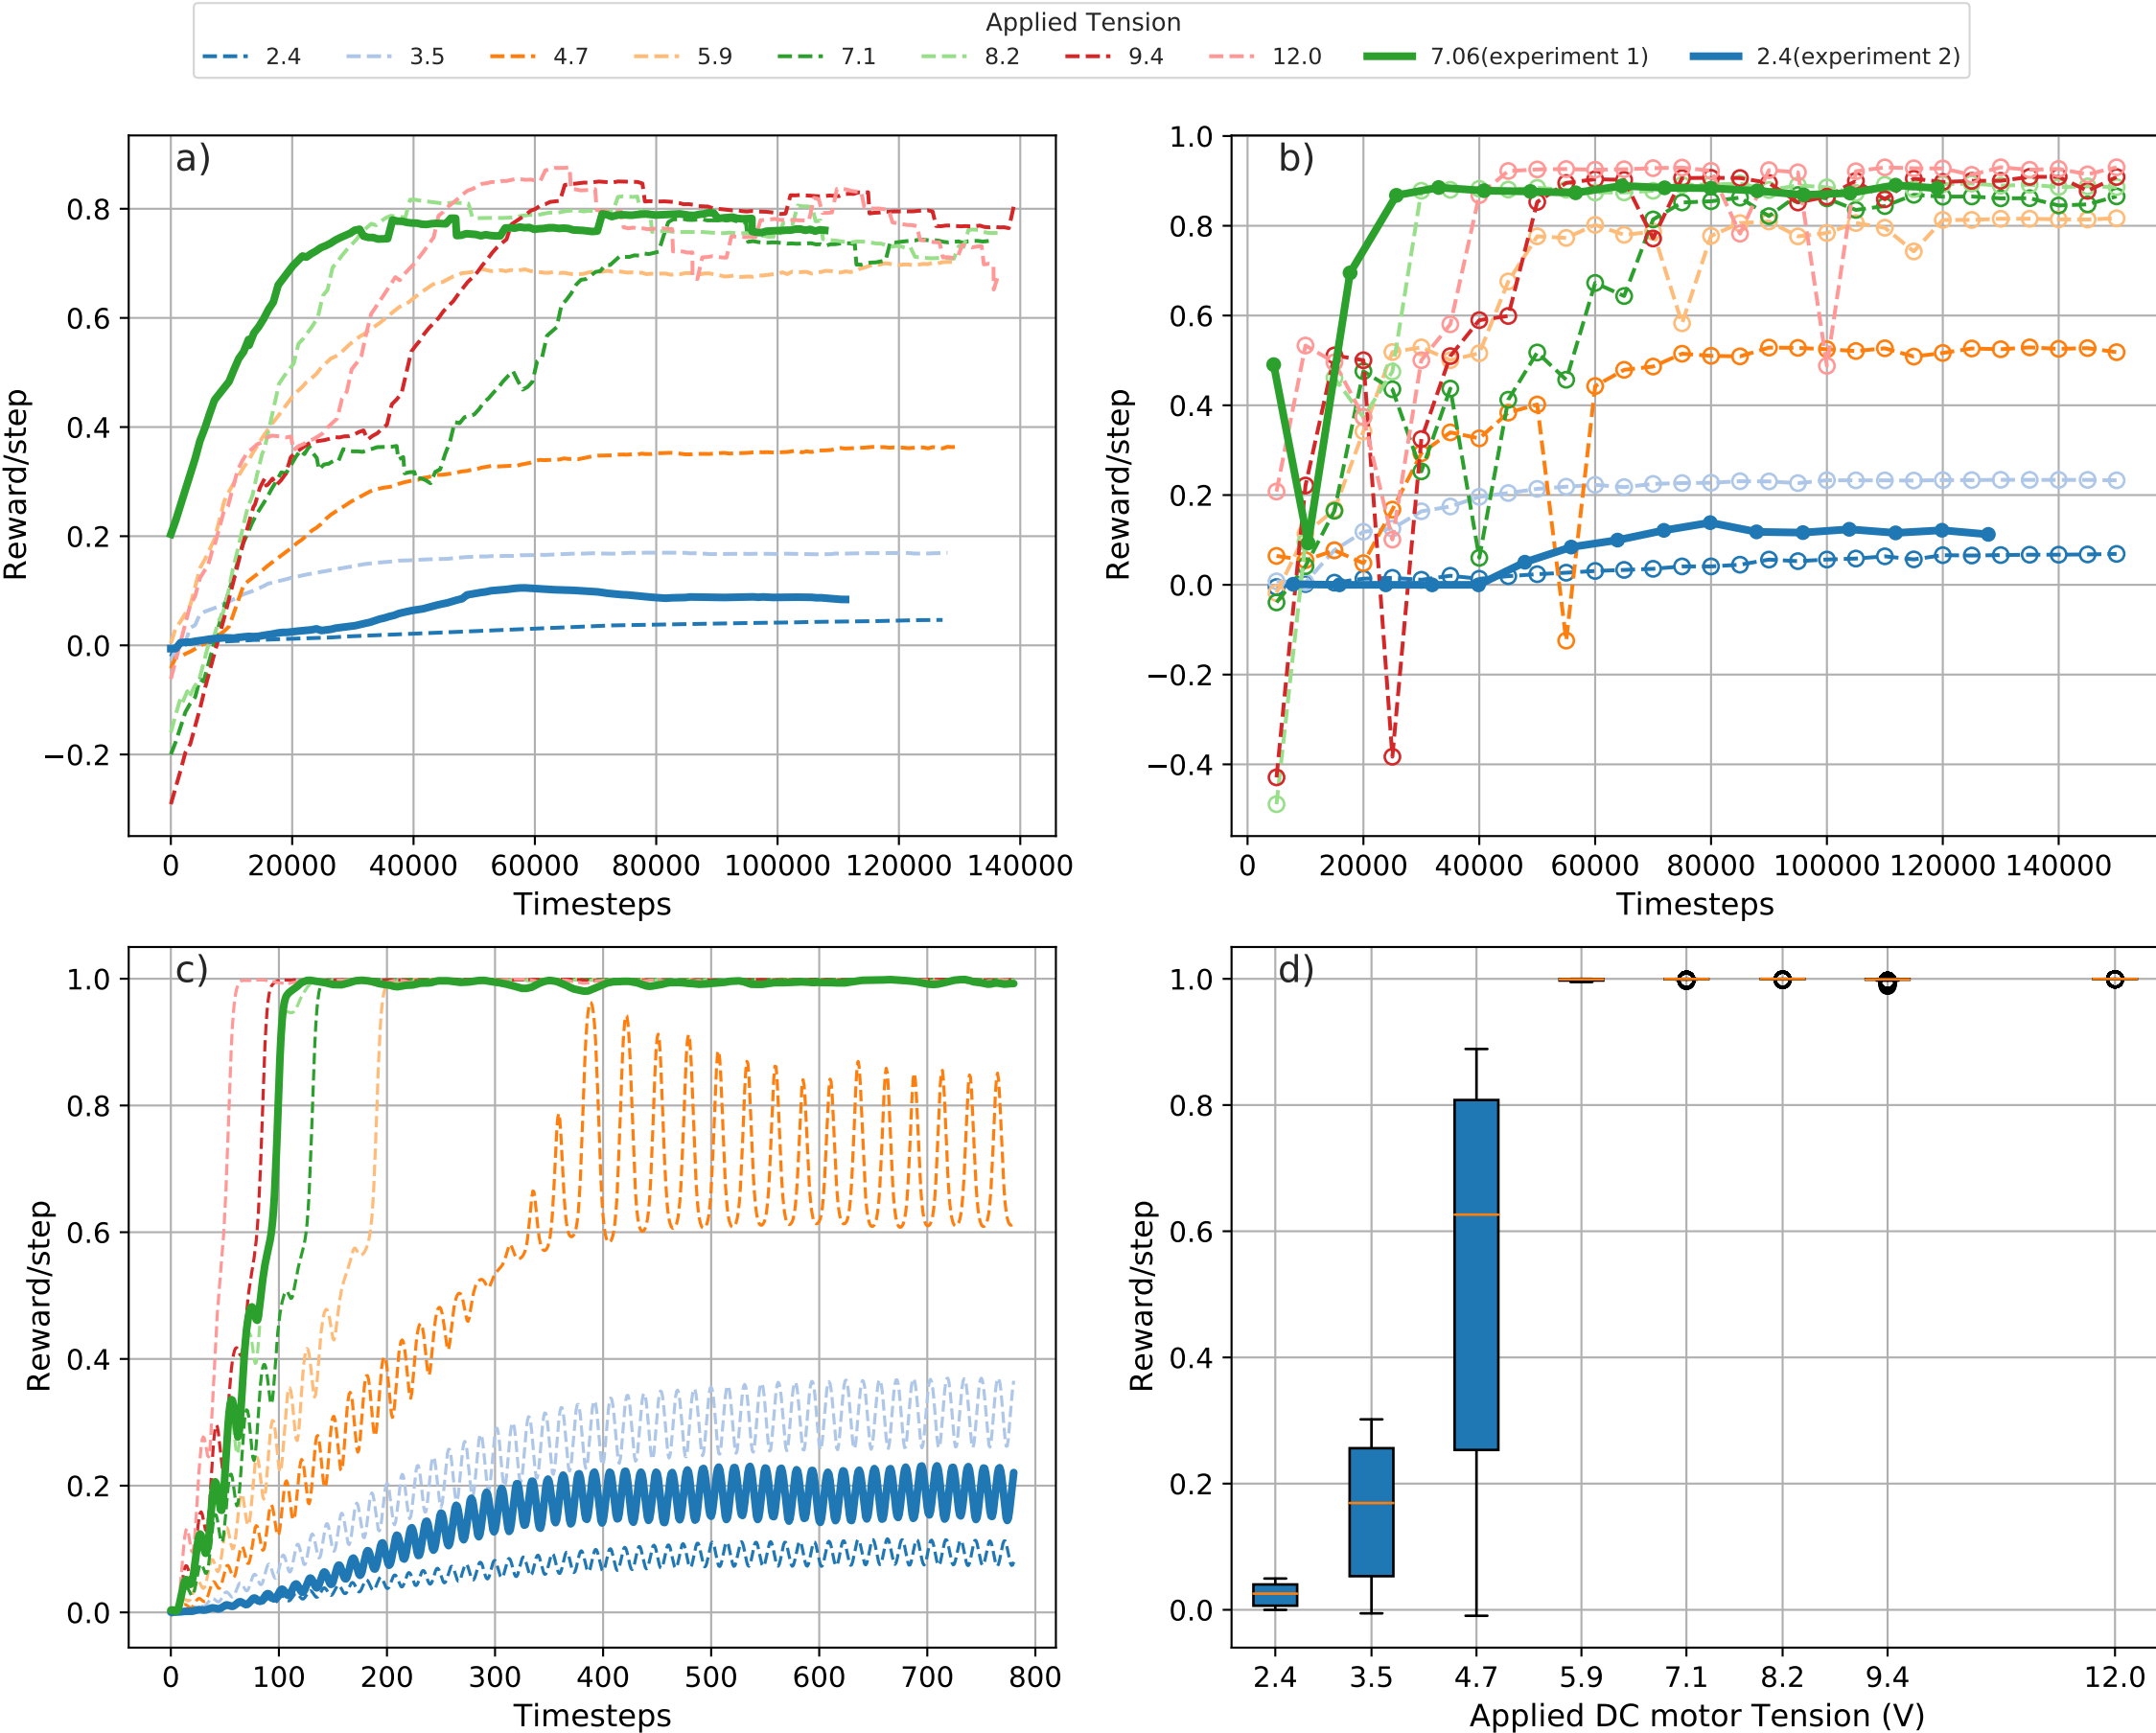 Applied Tension
2.4 3.5 4.7 5.9 7.1 8.2 9.4 12.0 7.06(experiment 1) 2.4(experiment 2)
a)
0.8
0.6
0.4
0.2
0.0
−0.2
Reward/step
0 20000 40000 60000 80000 100000 120000 140000
Timesteps
b)
1.0
0.8
0.6
0.4
0.2
0.0
−0.2
−0.4
Reward/step
0 20000 40000 60000 80000 100000 120000 140000
Timesteps
c)
1.0
0.8
0.6
0.4
0.2
0.0
Reward/step
0 100 200 300 400 500 600 700 800
Timesteps
d)
1.0
0.8
0.6
0.4
0.2
0.0
Reward/step
2.4 3.5 4.7 5.9 7.1 8.2 9.4 12.0
Applied DC motor Tension (V)